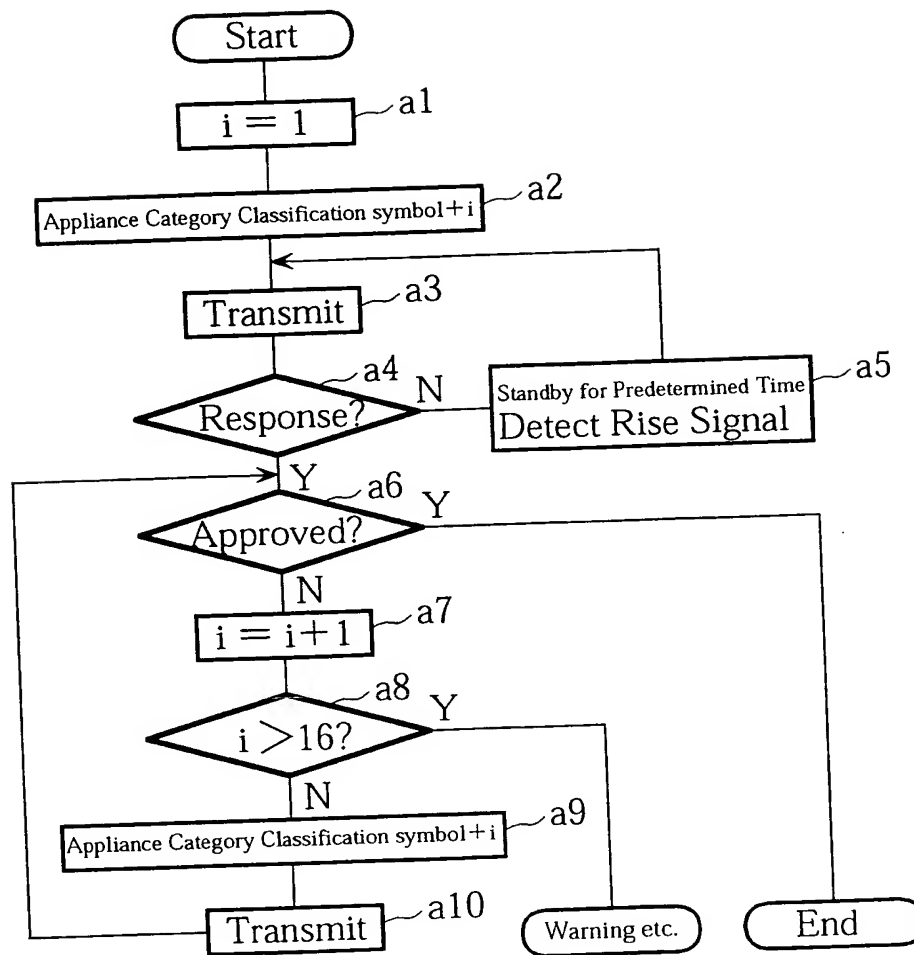 Start
i = 1
a1
Appliance Category Classification symbol+i
a2
Transmit
a3
Response?
a4
N
Standby for Predetermined Time
Detect Rise Signal
a5
Y
Approved?
a6
Y
N
i = i+1
a7
i >16?
a8
Y
N
Appliance Category Classification symbol+i
a9
Transmit
a10
Warning etc.
End